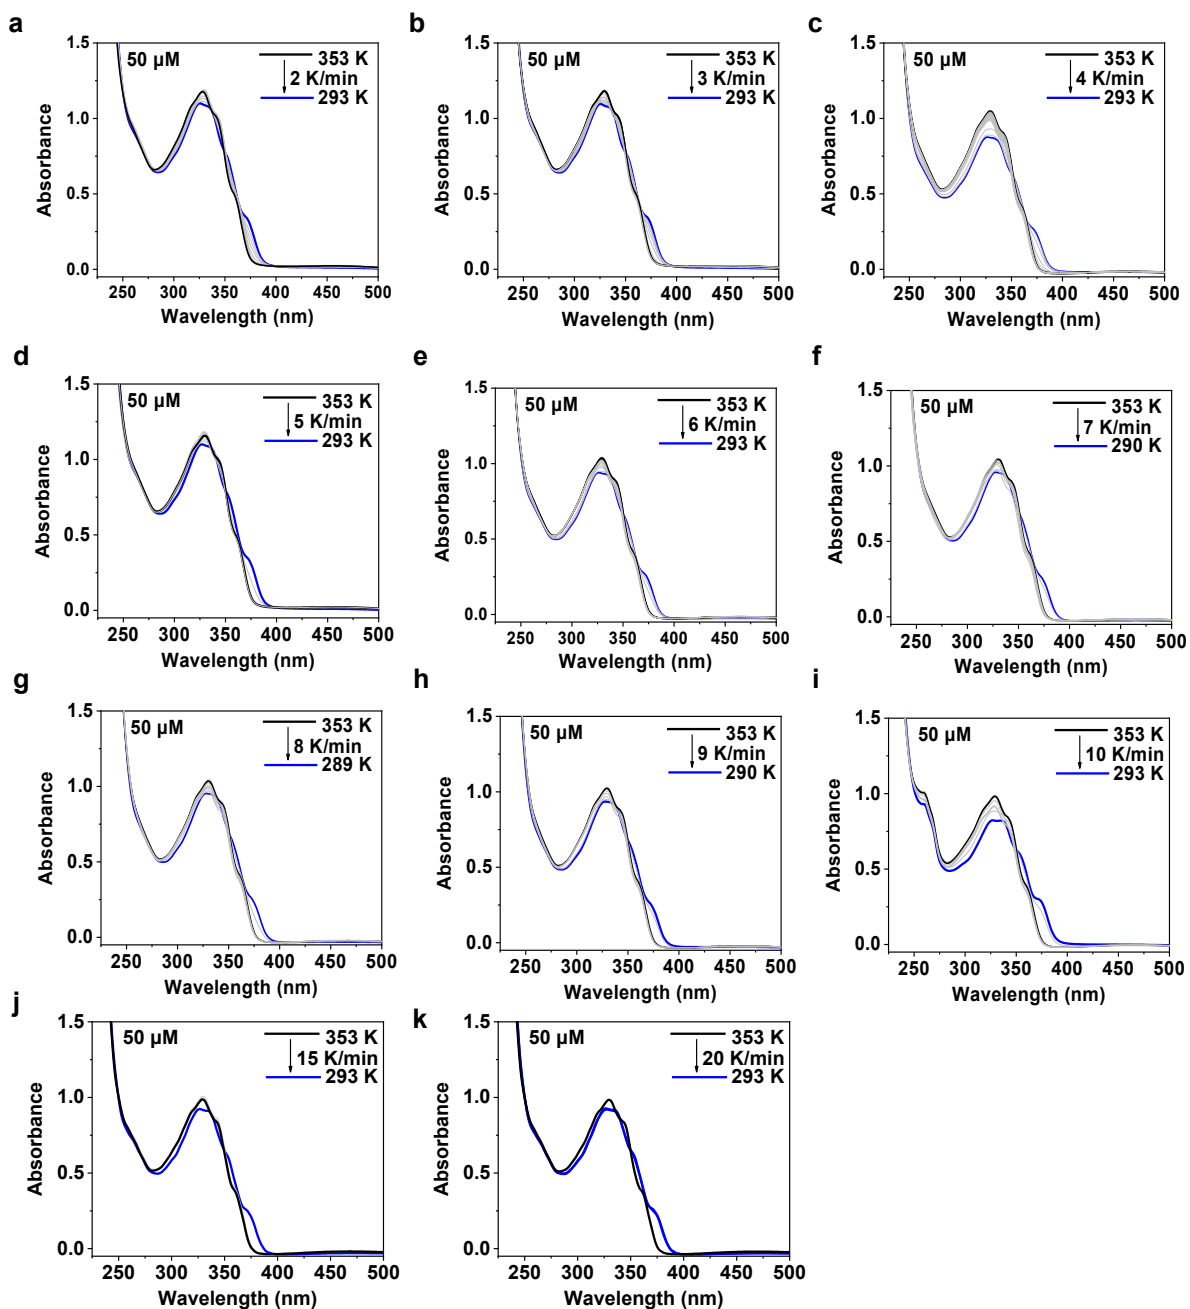 a
50 µM
353 K
2 K/min
293 K
1.5
1.0
0.5
0.0
Absorbance
250 300 350 400 450 500
Wavelength (nm)
b
50 µM
353 K
3 K/min
293 K
1.5
1.0
0.5
0.0
Absorbance
250 300 350 400 450 500
Wavelength (nm)
c
50 µM
353 K
4 K/min
293 K
1.5
1.0
0.5
0.0
Absorbance
250 300 350 400 450 500
Wavelength (nm)
d
50 µM
353 K
5 K/min
293 K
1.5
1.0
0.5
0.0
Absorbance
250 300 350 400 450 500
Wavelength (nm)
e
50 µM
353 K
6 K/min
293 K
1.5
1.0
0.5
0.0
Absorbance
250 300 350 400 450 500
Wavelength (nm)
f
50 µM
353 K
7 K/min
290 K
1.5
1.0
0.5
0.0
Absorbance
250 300 350 400 450 500
Wavelength (nm)
g
50 µM
353 K
8 K/min
289 K
1.5
1.0
0.5
0.0
Absorbance
250 300 350 400 450 500
Wavelength (nm)
h
50 µM
353 K
9 K/min
290 K
1.5
1.0
0.5
0.0
Absorbance
250 300 350 400 450 500
Wavelength (nm)
i
50 µM
353 K
10 K/min
293 K
1.5
1.0
0.5
0.0
Absorbance
250 300 350 400 450 500
Wavelength (nm)
j
50 µM
353 K
15 K/min
293 K
1.5
1.0
0.5
0.0
Absorbance
250 300 350 400 450 500
Wavelength (nm)
k
50 µM
353 K
20 K/min
293 K
1.5
1.0
0.5
0.0
Absorbance
250 300 350 400 450 500
Wavelength (nm)